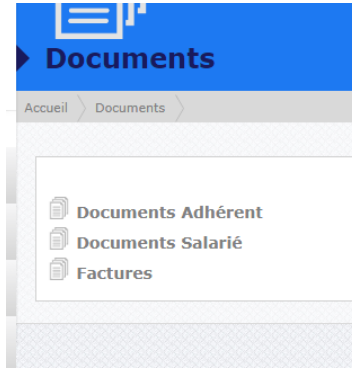 Documents
Accueil Documents
Documents Adhérent
Documents Salarié
Factures